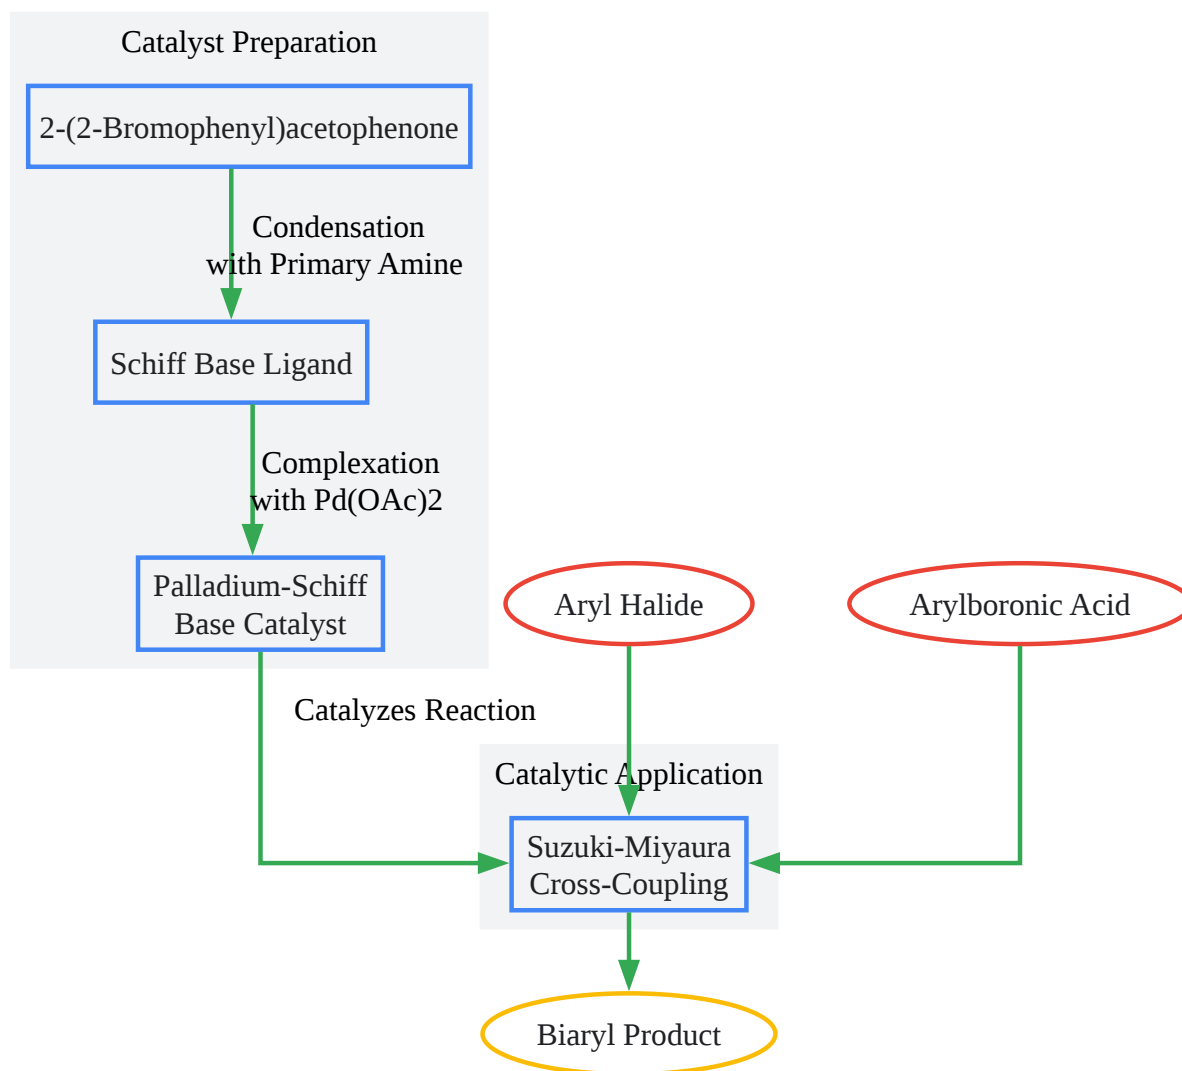 Catalyst Preparation
2-(2-Bromophenyl)acetophenone
Condensation
with Primary Amine
Schiff Base Ligand
Complexation
with Pd(OAc)2
Palladium-Schiff
Base Catalyst
Aryl Halide
Arylboronic Acid
Catalyzes Reaction
Catalytic Application
Suzuki-Miyaura
Cross-Coupling
Biaryl Product